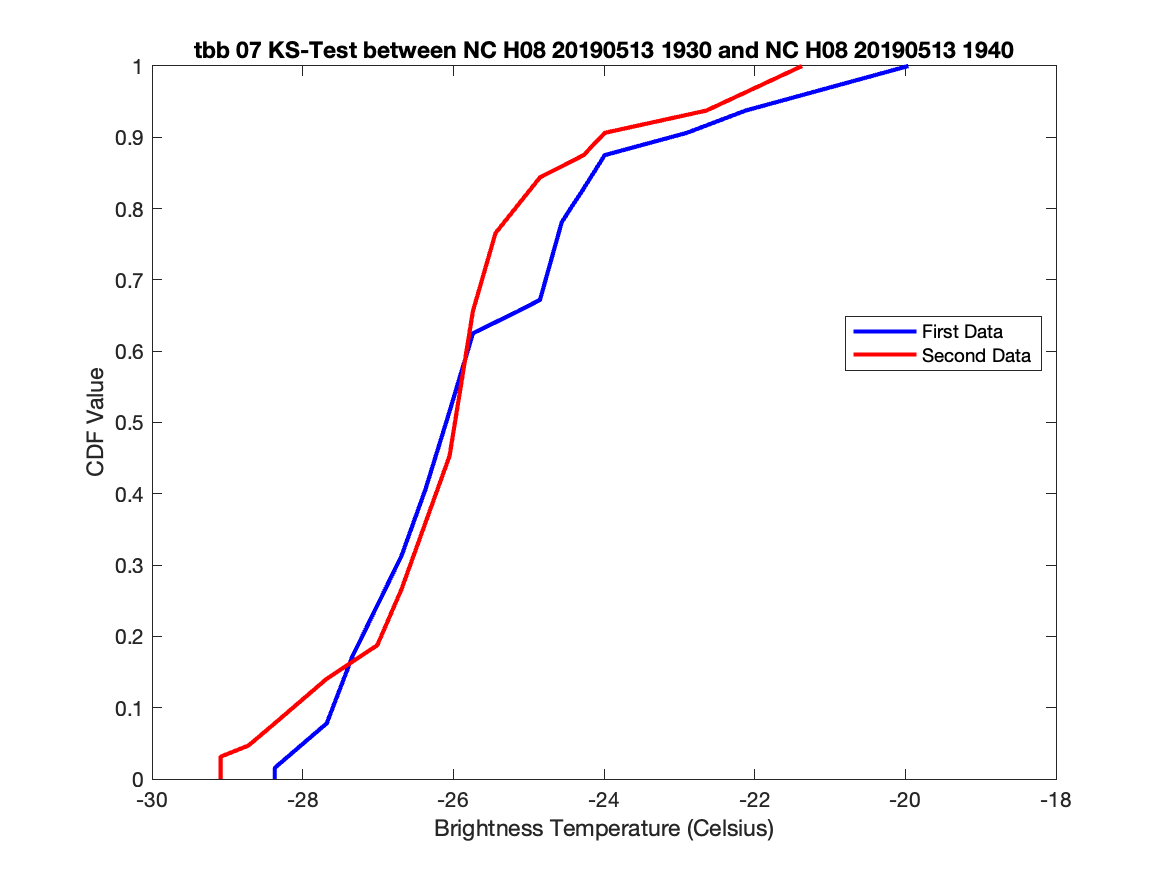 tbb 07 KS-Test between NC H08 20190513 1930 and NC H08 20190513 1940
1
0.9
0.8
0.7
0.6
0.5
0.4
0.3
0.2
0.1
0
CDF Value
First Data
Second Data
-30 -28 -26 -24 -22 -20 -18
Brightness Temperature (Celsius)